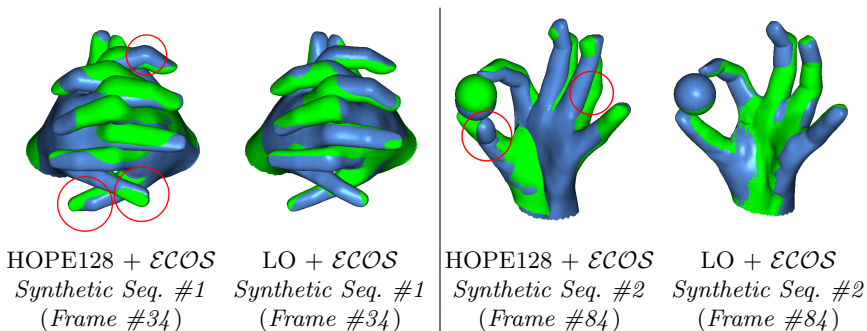 HOPE128 + ECOS
Synthetic Seq. #1
(Frame #34)
LO + ECOS
Synthetic Seq. #1
(Frame #34)
HOPE128 + ECOS
Synthetic Seq. #2
(Frame #84)
LO + ECOS
Synthetic Seq. #2
(Frame #84)